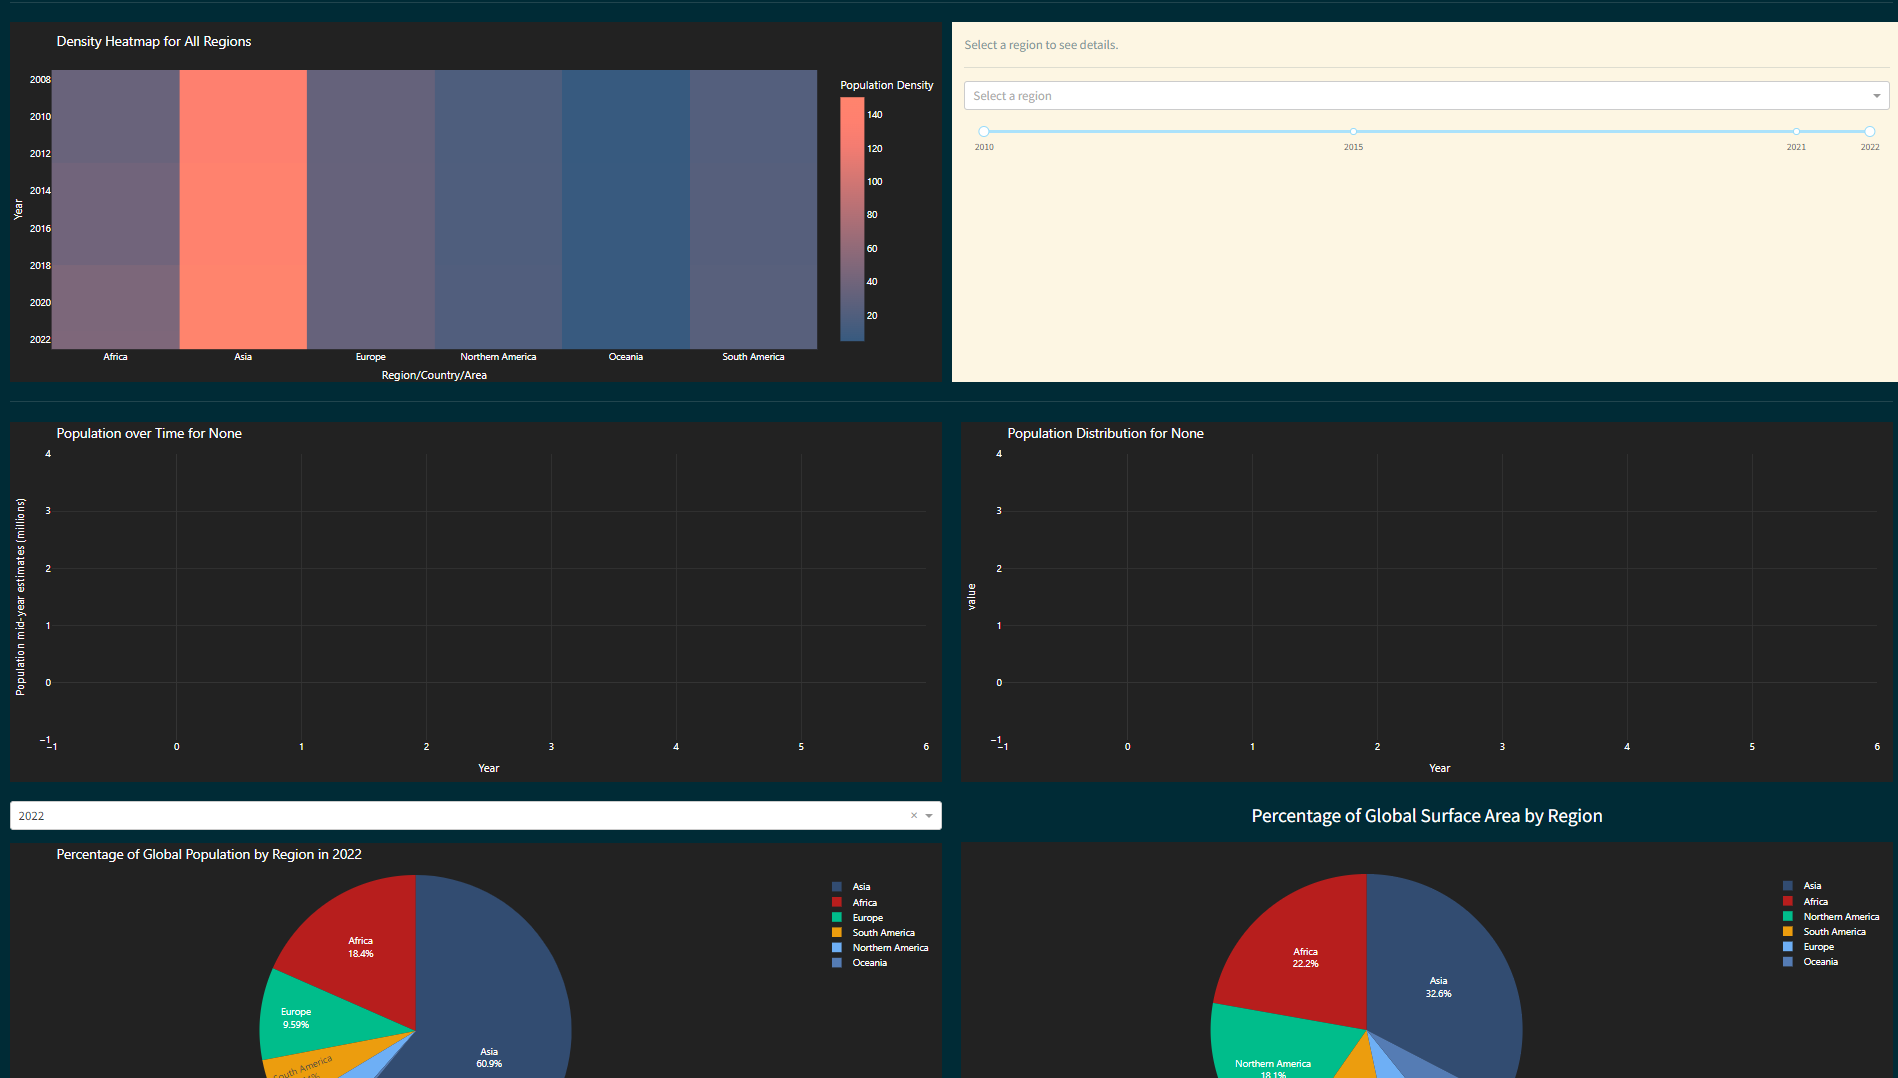 Density Heatmap for All Regions
2008
2010
2012
2014
2016
2018
2020
2022
Year
Africa
Asia
Europe
Northern America
Oceania
South America
Region/Country/Area
Population Density
140
120
100
80
60
40
20
Select a region to see details.
Select a region
2010
2015
2021
2022
Population over Time for None
4
3
2
1
0
−1
Population mid-year estimates (millions)
−1
0
1
2
3
4
5
6
Year
Population Distribution for None
4
3
2
1
0
−1
value
−1
0
1
2
3
4
5
6
Year
2022
×
Percentage of Global Population by Region in 2022
Africa
18.4%
Europe
9.59%
South America
Asia
60.9%
Asia
Africa
Europe
South America
Northern America
Oceania
Percentage of Global Surface Area by Region
Africa
22.2%
Asia
32.6%
Northern America
18.1%
Asia
Africa
Northern America
South America
Europe
Oceania